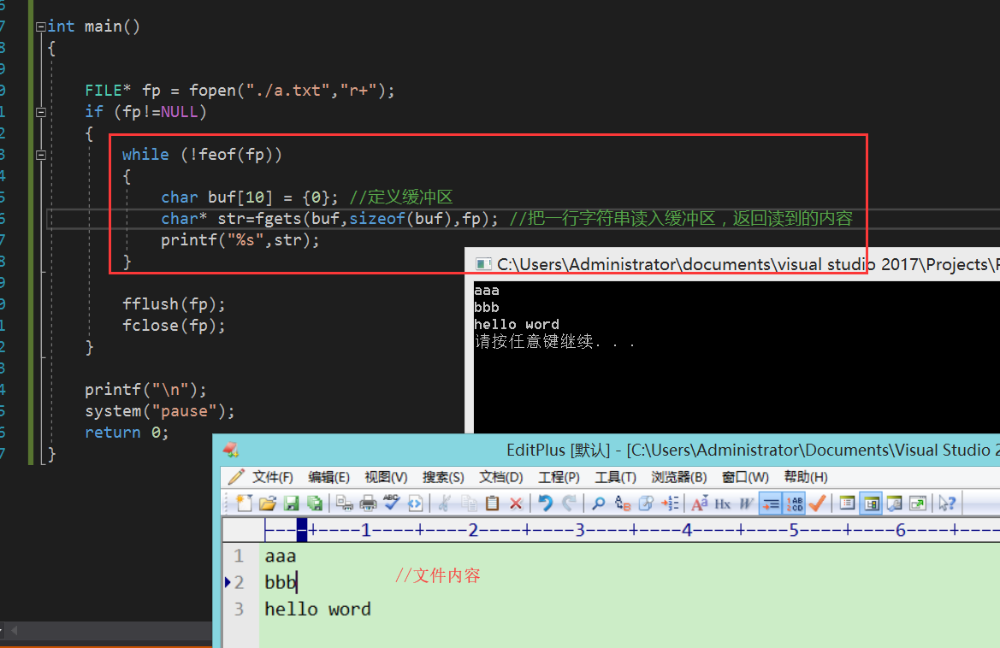 int main()
{
FILE* fp = fopen("./a.txt","r+");
if (fp!=NULL)
{
while (!feof(fp))
{
char buf[10] = {0}; //定义缓冲区
char* str=fgets(buf,sizeof(buf),fp); //把一行字符串读入缓冲区，返回读到的内容
printf("%s",str);
}
fflush(fp);
fclose(fp);
}
printf("\n");
system("pause");
return 0;
}
C:\Users\Administrator\documents\visual studio 2017\Projects\
aaa
bbb
hello word
请按任意键继续. . .
EditPlus [默认] - [C:\Users\Administrator\Documents\Visual Studio 2
文件(F) 编辑(E) 视图(V) 搜索(S) 文档(D) 工程(P) 工具(T) 浏览器(B) 窗口(W) 帮助(H)
----+----1----+----2----+----3----+----4----+----5----+----6----+----
1 aaa
2 bbb //文件内容
3 hello word